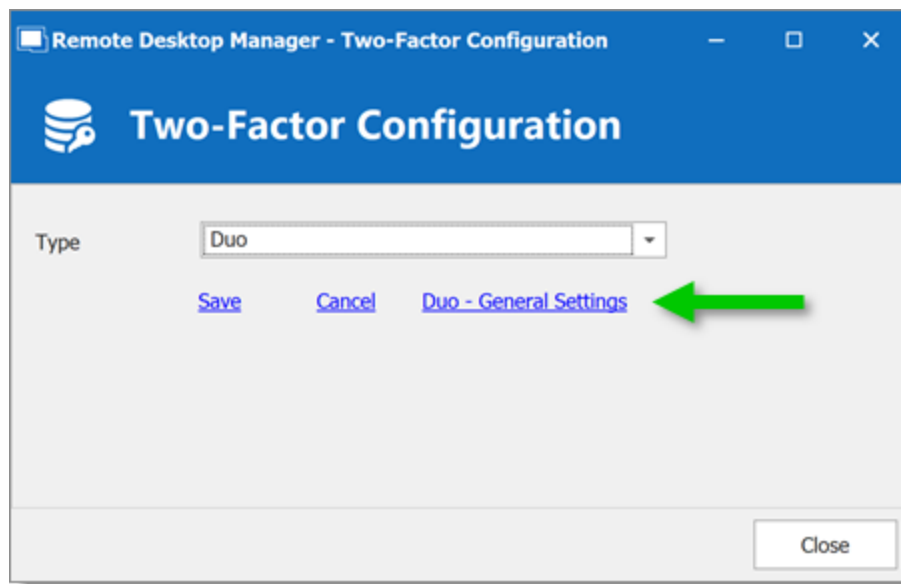 Remote Desktop Manager - Two-Factor Configuration
Two-Factor Configuration
Type Duo
Save Cancel Duo - General Settings
Close